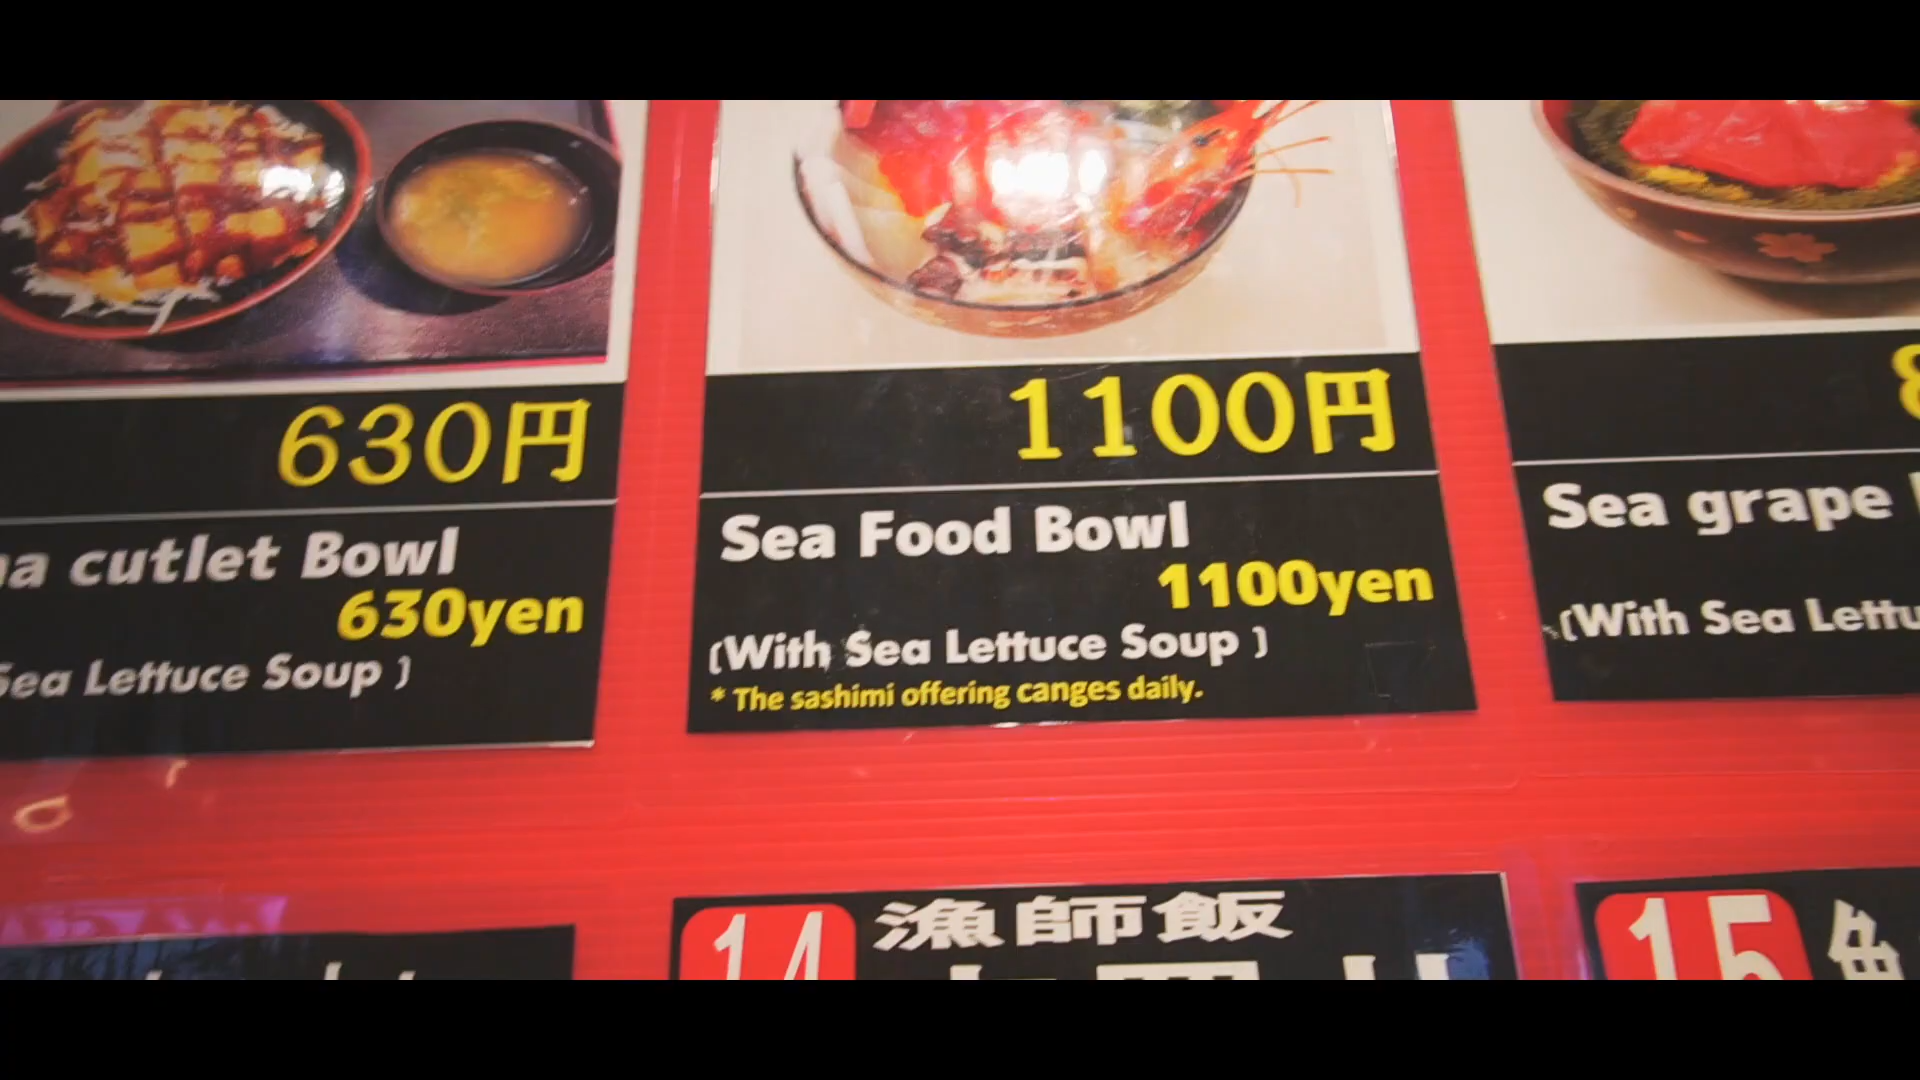 630円
cutlet Bowl
630yen
Sea Lettuce Soup )
1100円
Sea Food Bowl
1100yen
(With Sea Lettuce Soup )
* The sashimi offering canges daily.
Sea grape
(With Sea
14 漁師飯
15